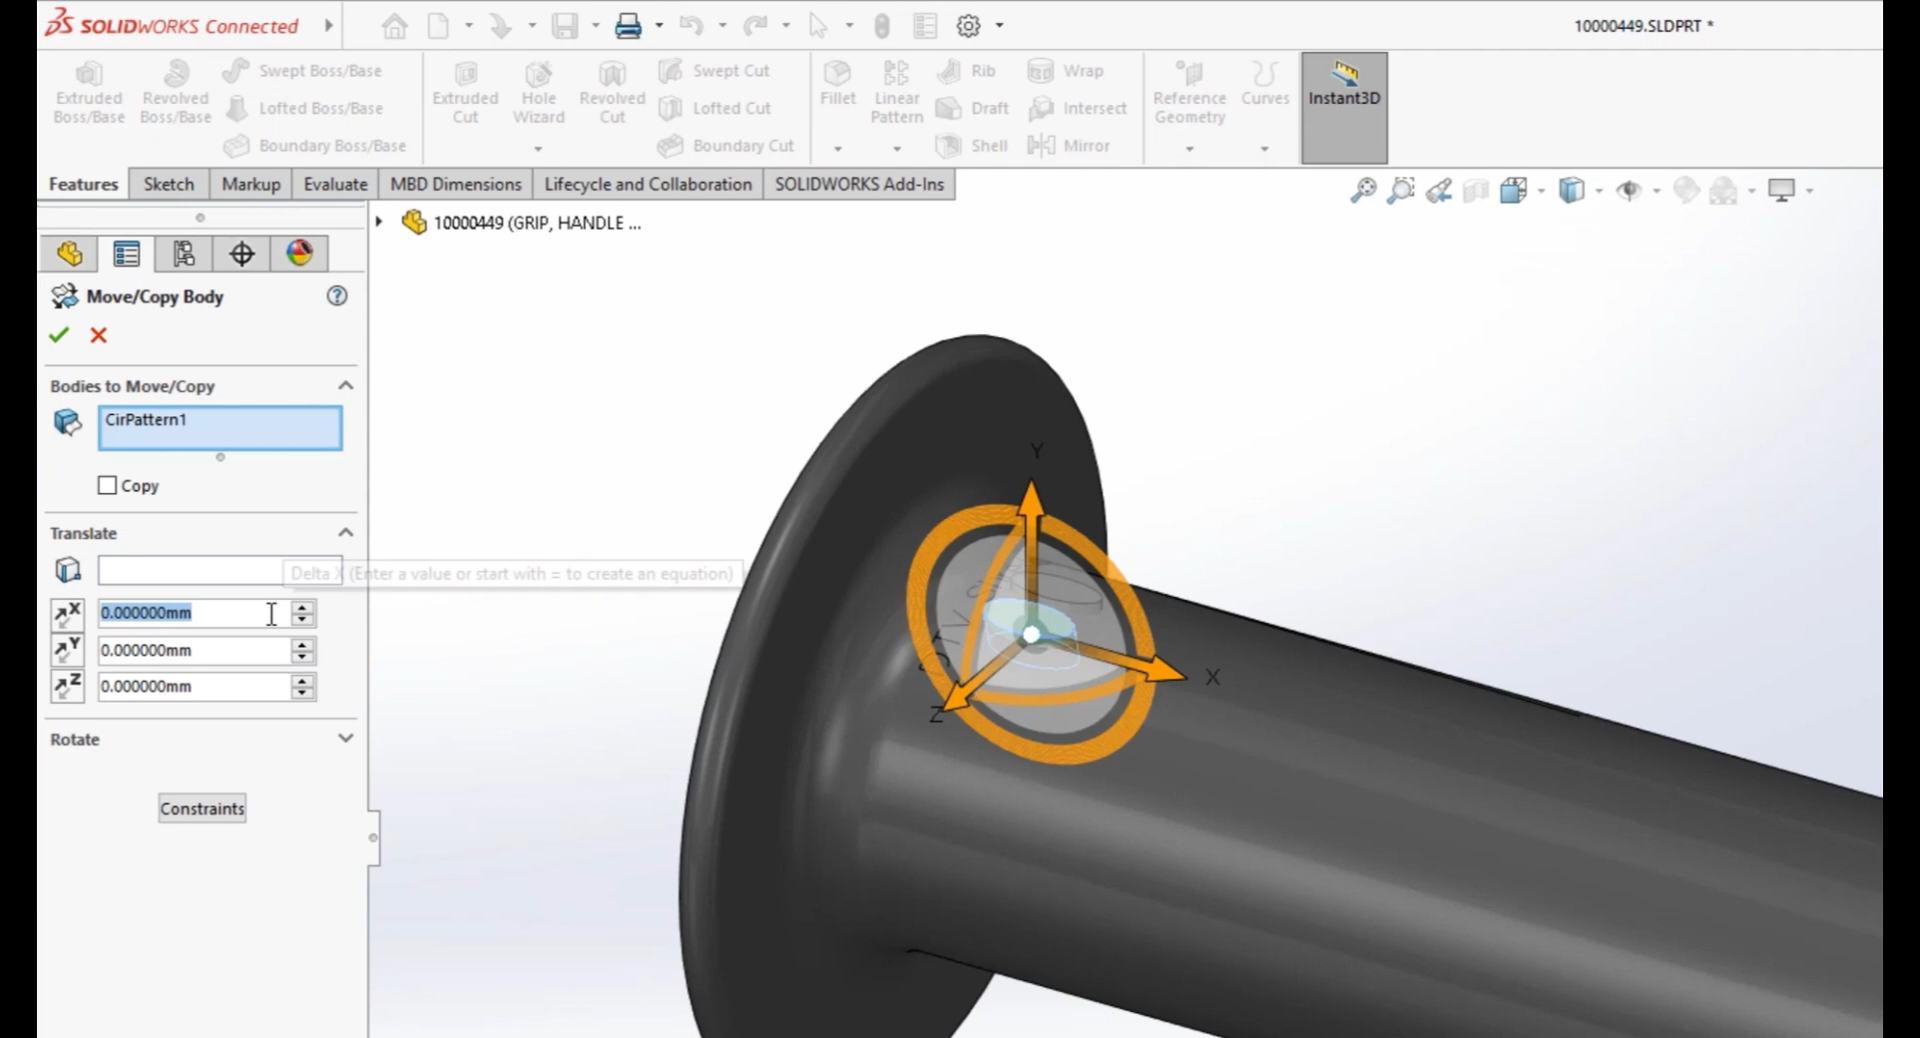 SOLIDWORKS Connected
10000449.SLDPRT *
Extruded Boss/Base
Revolved Boss/Base
Swept Boss/Base
Lofted Boss/Base
Boundary Boss/Base
Extruded Cut
Hole Wizard
Revolved Cut
Swept Cut
Lofted Cut
Boundary Cut
Fillet
Linear Pattern
Rib
Draft
Shell
Wrap
Intersect
Mirror
Reference Geometry
Curves
Instant3D
Features
Sketch
Markup
Evaluate
MBD Dimensions
Lifecycle and Collaboration
SOLIDWORKS Add-Ins
10000449 (GRIP, HANDLE ...
Move/Copy Body
Bodies to Move/Copy
CirPattern1
Copy
Translate
Delta X (Enter a value or start with = to create an equation)
X
0.000000mm
Y
0.000000mm
Z
0.000000mm
Rotate
Constraints
Y
X
Z